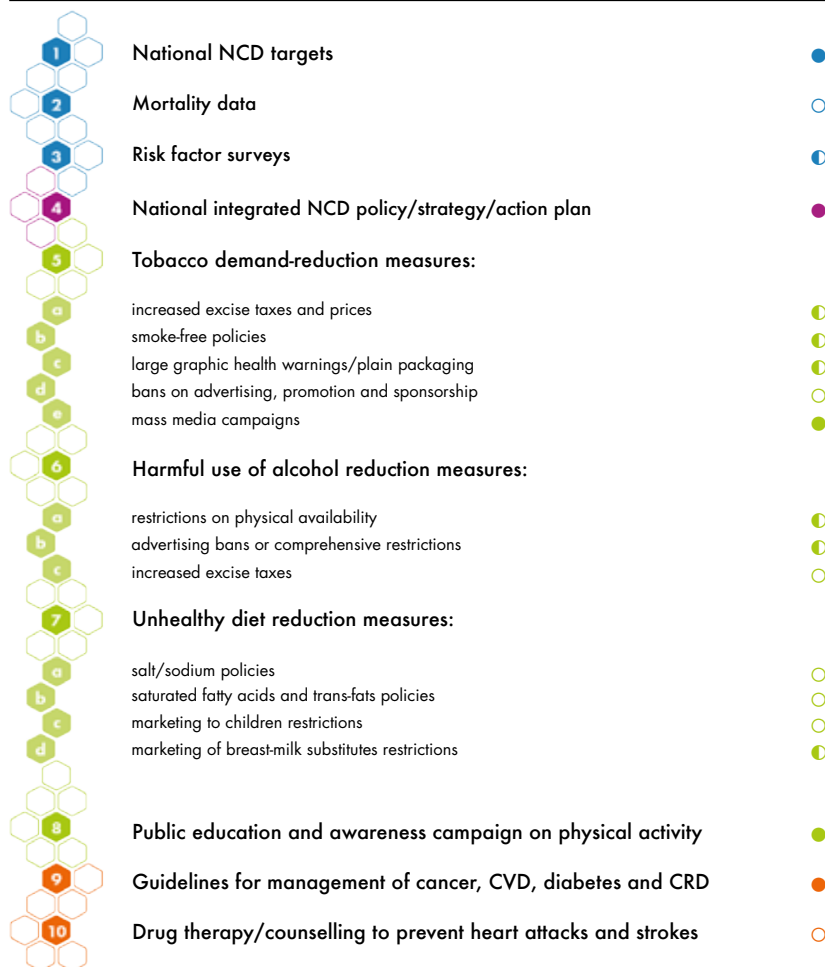 1 National NCD targets ●
2 Mortality data ○
3 Risk factor surveys ◐
4 National integrated NCD policy/strategy/action plan ●
5 Tobacco demand-reduction measures:
a increased excise taxes and prices ◐
b smoke-free policies ◐
c large graphic health warnings/plain packaging ◐
d bans on advertising, promotion and sponsorship ○
e mass media campaigns ●
6 Harmful use of alcohol reduction measures:
a restrictions on physical availability ◐
b advertising bans or comprehensive restrictions ◐
c increased excise taxes ○
7 Unhealthy diet reduction measures:
a salt/sodium policies ○
b saturated fatty acids and trans-fats policies ○
c marketing to children restrictions ○
d marketing of breast-milk substitutes restrictions ◐
8 Public education and awareness campaign on physical activity ●
9 Guidelines for management of cancer, CVD, diabetes and CRD ●
10 Drug therapy/counselling to prevent heart attacks and strokes ○